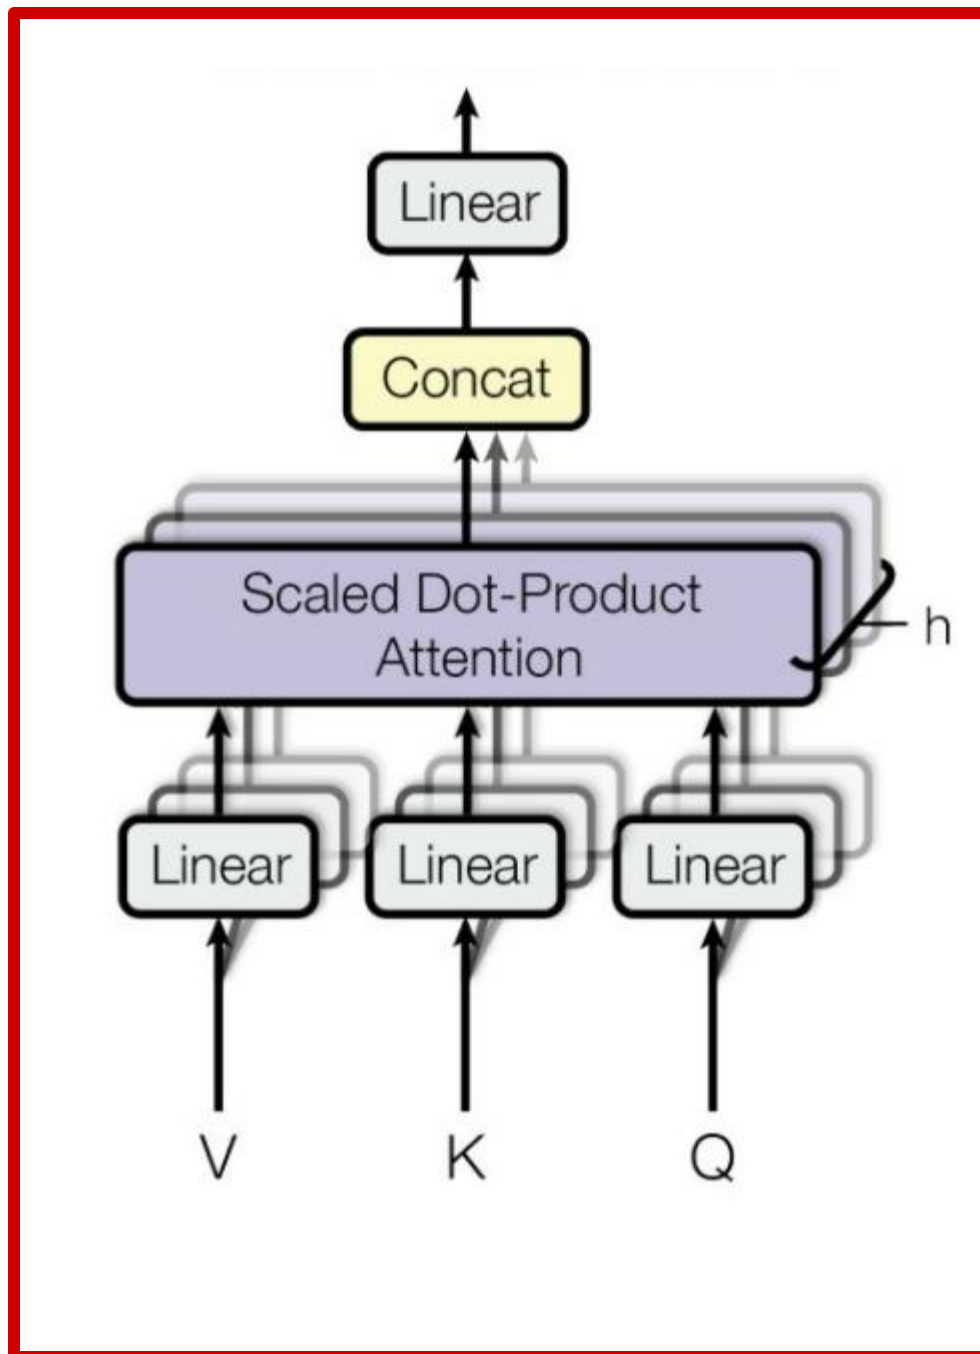 Linear
Concat
Scaled Dot-Product
Attention
h
Linear Linear Linear
V K Q